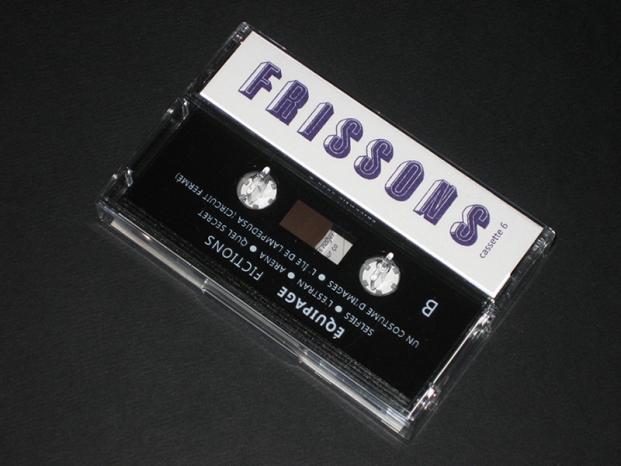 FRISSONS
cassette 6
ÉQUIPAGE FICTIONS
SELFIES ● L'ESTRAN ● ARENA ● QUEL SECRET
UN COSTUME D'IMAGES ● L'ÎLE DE LAMPEDUSA (CIRCUIT FERMÉ)
B